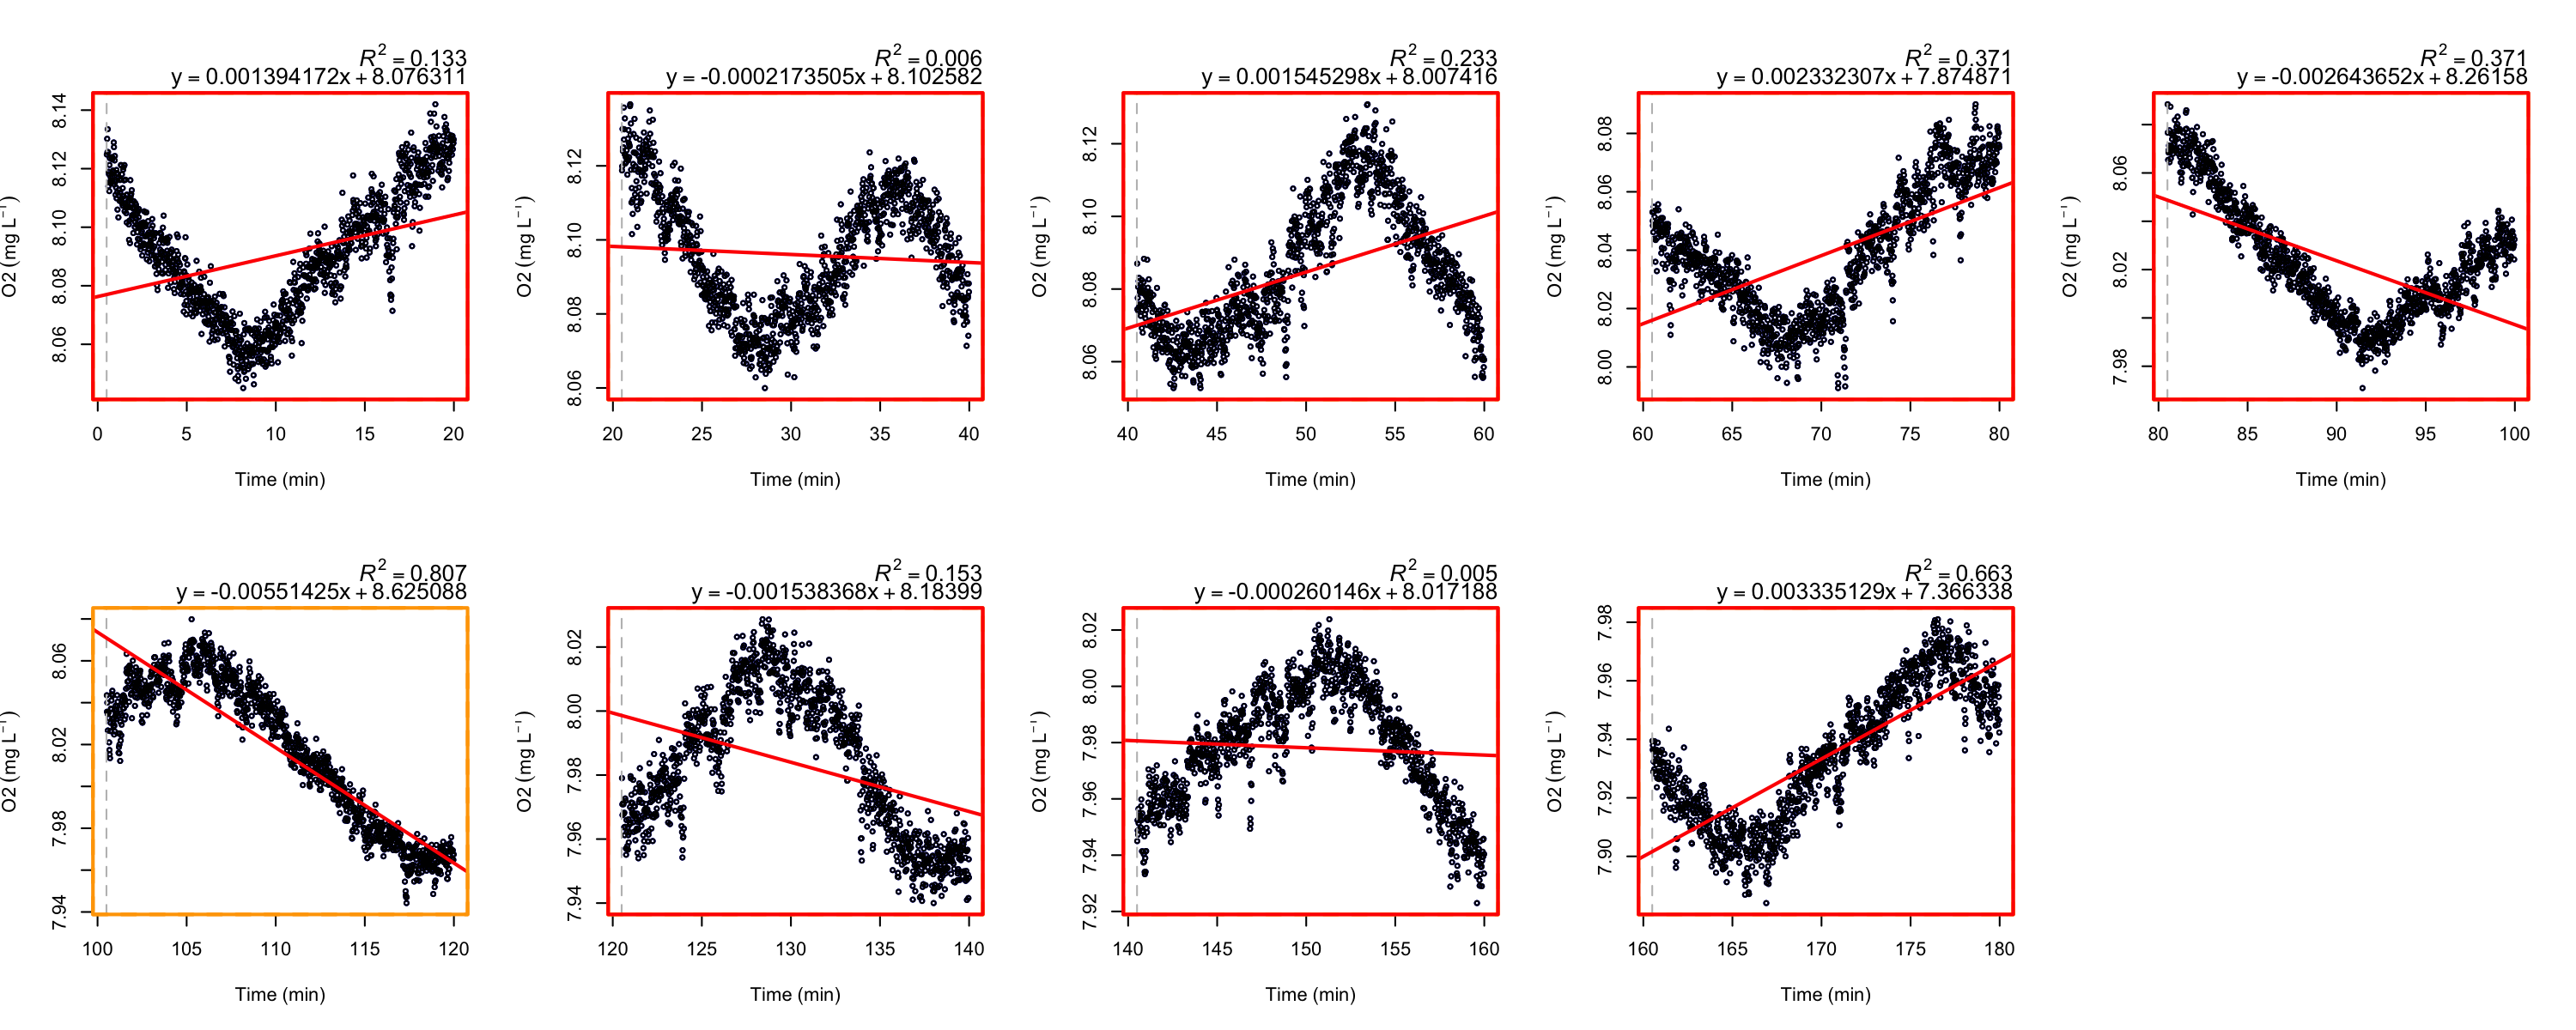 R² = 0.133
y = 0.001394172x + 8.076311
O2 (mg L⁻¹)
8.06 8.08 8.10 8.12 8.14
0 5 10 15 20
Time (min)
R² = 0.006
y = -0.0002173505x + 8.102582
O2 (mg L⁻¹)
8.06 8.08 8.10 8.12
20 25 30 35 40
Time (min)
R² = 0.233
y = 0.001545298x + 8.007416
O2 (mg L⁻¹)
8.06 8.08 8.10 8.12
40 45 50 55 60
Time (min)
R² = 0.371
y = 0.002332307x + 7.874871
O2 (mg L⁻¹)
8.00 8.02 8.04 8.06 8.08
60 65 70 75 80
Time (min)
R² = 0.371
y = -0.002643652x + 8.26158
O2 (mg L⁻¹)
7.98 8.02 8.06
80 85 90 95 100
Time (min)
R² = 0.807
y = -0.00551425x + 8.625088
O2 (mg L⁻¹)
7.94 7.98 8.02 8.06
100 105 110 115 120
Time (min)
R² = 0.153
y = -0.001538368x + 8.18399
O2 (mg L⁻¹)
7.94 7.96 7.98 8.00 8.02
120 125 130 135 140
Time (min)
R² = 0.005
y = -0.000260146x + 8.017188
O2 (mg L⁻¹)
7.92 7.94 7.96 7.98 8.00 8.02
140 145 150 155 160
Time (min)
R² = 0.663
y = 0.003335129x + 7.366338
O2 (mg L⁻¹)
7.90 7.92 7.94 7.96 7.98
160 165 170 175 180
Time (min)